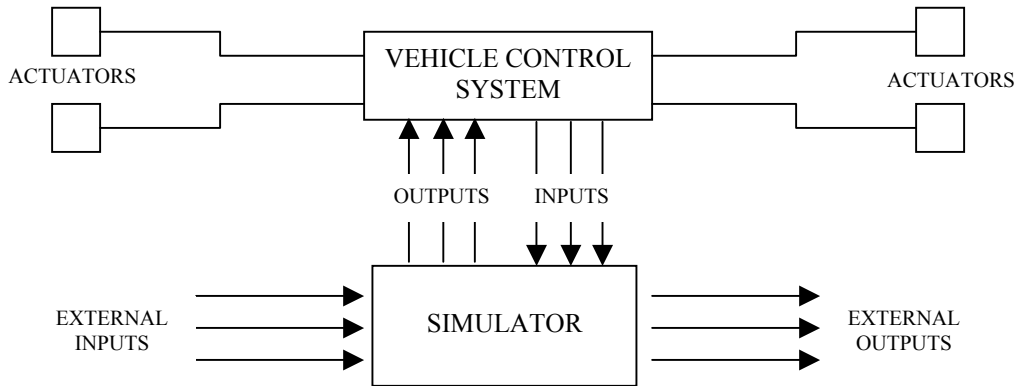 VEHICLE CONTROL
SYSTEM
ACTUATORS
ACTUATORS
OUTPUTS
INPUTS
EXTERNAL
INPUTS
SIMULATOR
EXTERNAL
OUTPUTS